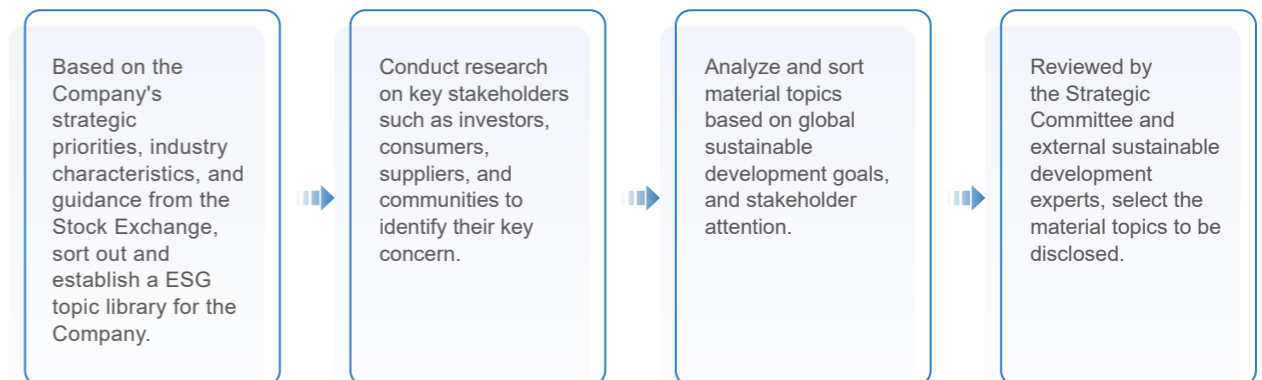 Based on the
Company's
strategic
priorities, industry
characteristics, and
guidance from the
Stock Exchange,
sort out and
establish a ESG
topic library for the
Company.
Conduct research
on key stakeholders
such as investors,
consumers,
suppliers, and
communities to
identify their key
concern.
Analyze and sort
material topics
based on global
sustainable
development goals,
and stakeholder
attention.
Reviewed by
the Strategic
Committee and
external sustainable
development
experts, select the
material topics to be
disclosed.